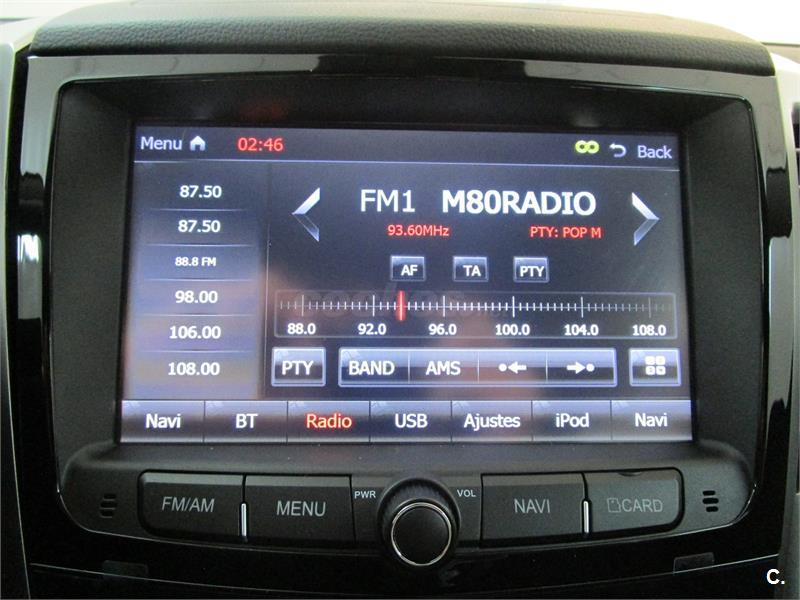 Menu 02:46 Back
87.50
87.50
88.8 FM
98.00
106.00
108.00
FM1 M80RADIO
93.60MHz PTY: POP M
AF TA PTY
88.0 92.0 96.0 100.0 104.0 108.0
PTY BAND AMS
Navi BT Radio USB Ajustes iPod Navi
FM/AM MENU PWR VOL NAVI CARD
C.